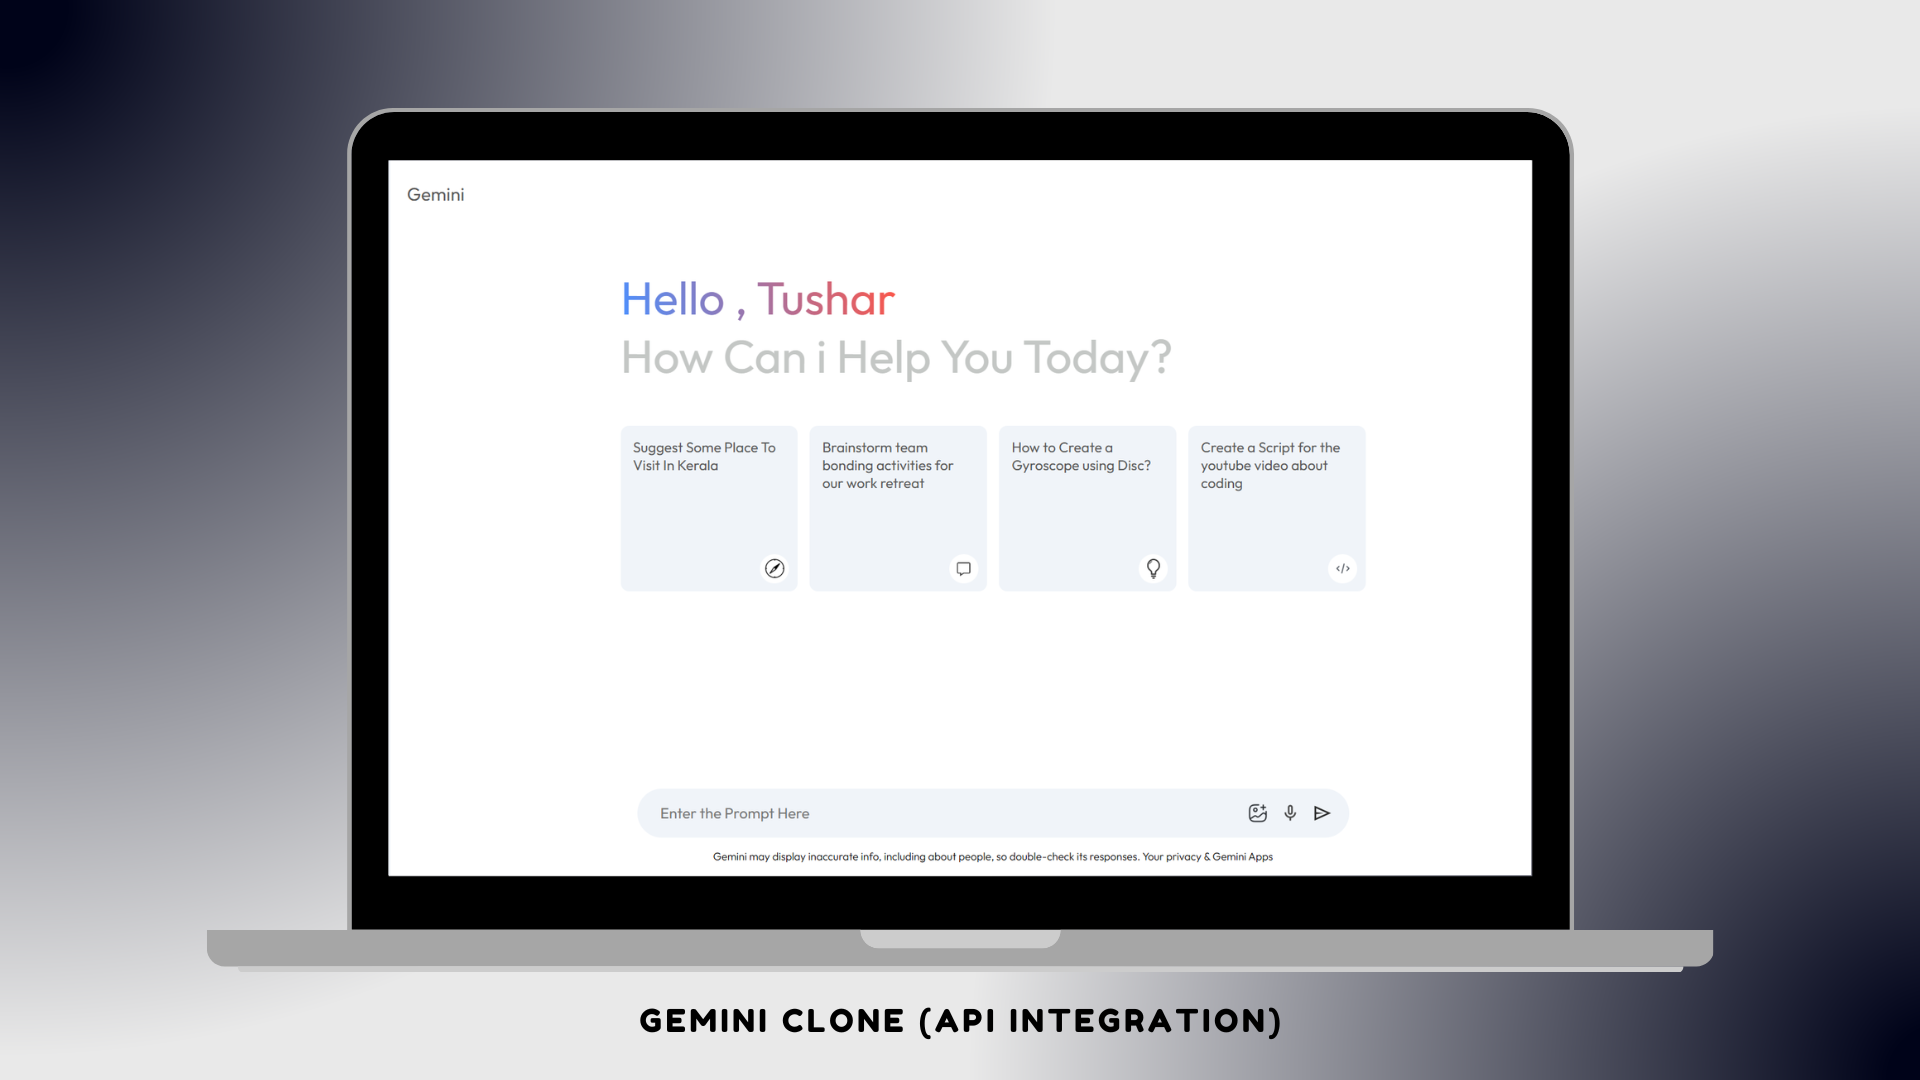 Gemini
Hello , Tushar
How Can i Help You Today?
Suggest Some Place To
Visit In Kerala
Brainstorm team
bonding activities for
our work retreat
How to Create a
Gyroscope using Disc?
Create a Script for the
youtube video about
coding
Enter the Prompt Here
Gemini may display inaccurate info, including about people, so double-check its responses. Your privacy & Gemini Apps
GEMINI CLONE (API INTEGRATION)